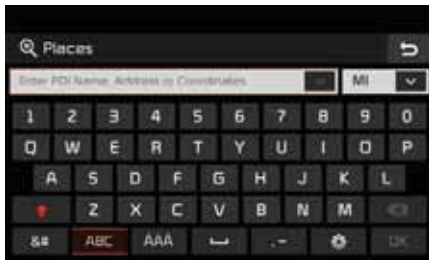 Places
Enter POI Name, Address or Coordinates MI
1 2 3 4 5 6 7 8 9 0
Q W E R T Y U I O P
A S D F G H J K L
Z X C V B N M
&# ABC ÀÁÂ .- OK